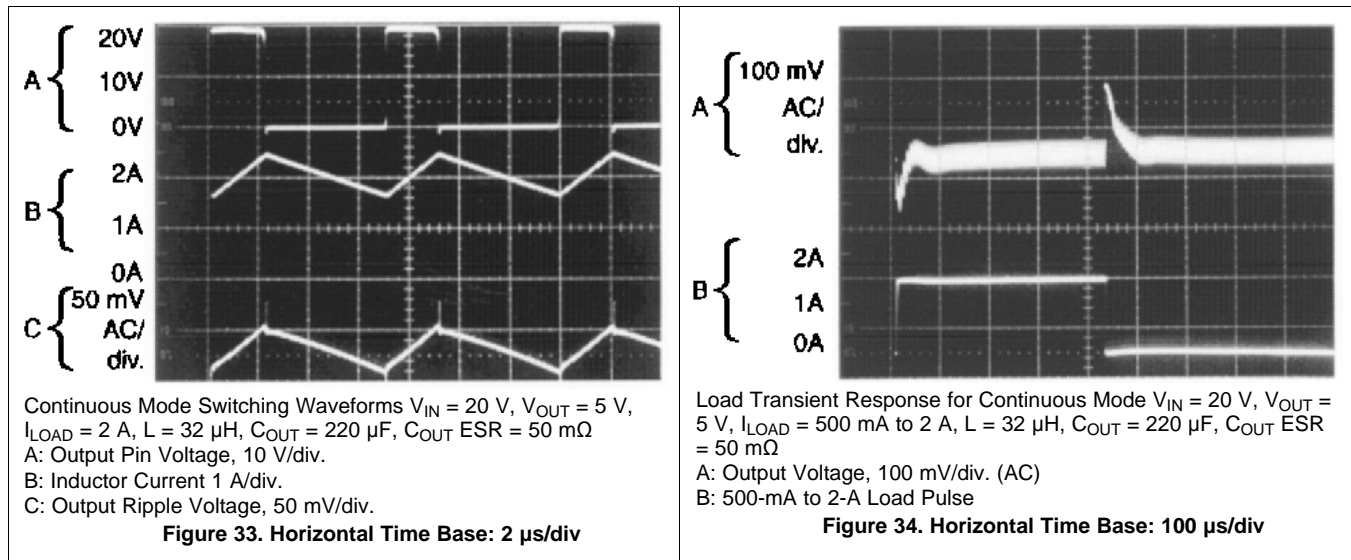 A
20V
10V
0V
B
2A
1A
0A
C
50 mV
AC/
div.
Continuous Mode Switching Waveforms V_IN = 20 V, V_OUT = 5 V,
I_LOAD = 2 A, L = 32 µH, C_OUT = 220 µF, C_OUT ESR = 50 mΩ
A: Output Pin Voltage, 10 V/div.
B: Inductor Current 1 A/div.
C: Output Ripple Voltage, 50 mV/div.
Figure 33. Horizontal Time Base: 2 µs/div
A
100 mV
AC/
div.
B
2A
1A
0A
Load Transient Response for Continuous Mode V_IN = 20 V, V_OUT =
5 V, I_LOAD = 500 mA to 2 A, L = 32 µH, C_OUT = 220 µF, C_OUT ESR
= 50 mΩ
A: Output Voltage, 100 mV/div. (AC)
B: 500-mA to 2-A Load Pulse
Figure 34. Horizontal Time Base: 100 µs/div